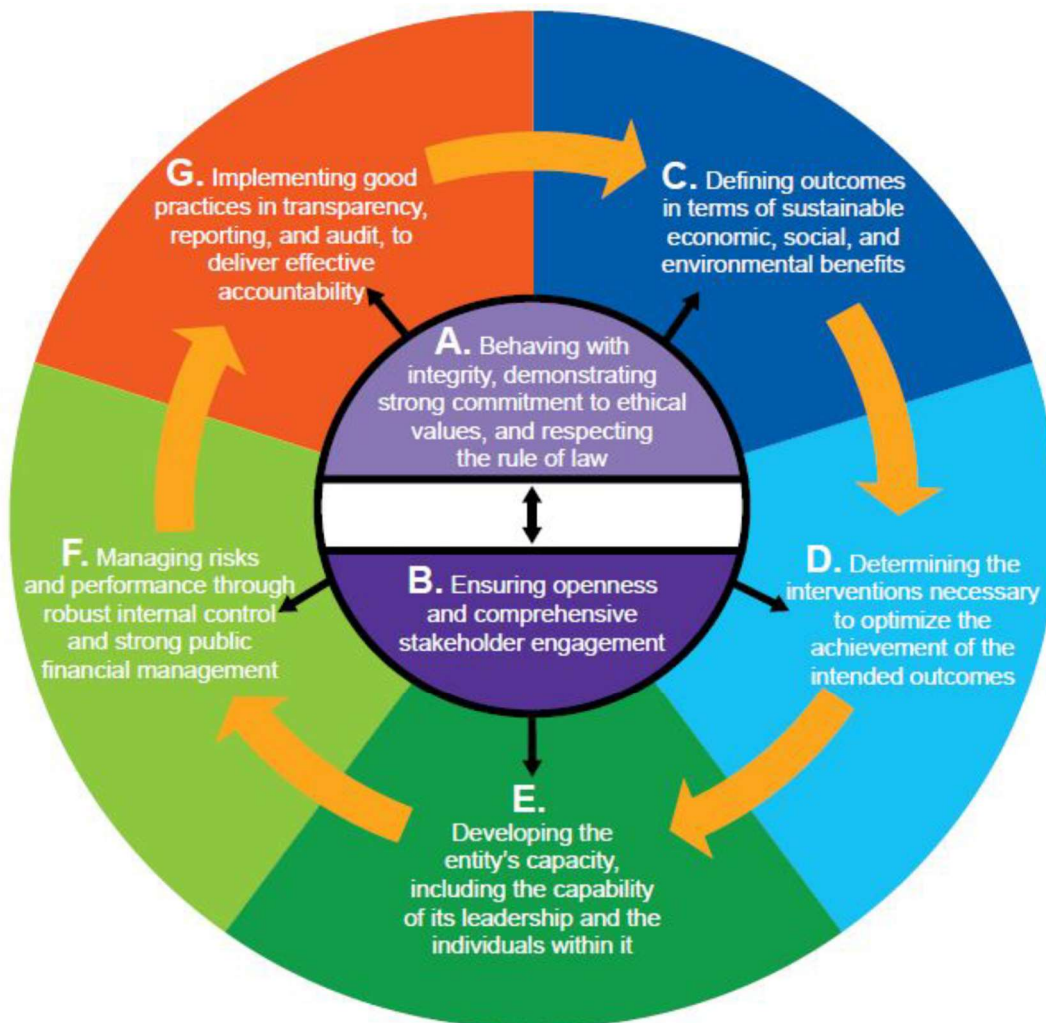 A. Behaving with
integrity, demonstrating
strong commitment to ethical
values, and respecting
the rule of law
B. Ensuring openness
and comprehensive
stakeholder engagement
C. Defining outcomes
in terms of sustainable
economic, social, and
environmental benefits
D. Determining the
interventions necessary
to optimize the
achievement of the
intended outcomes
E.
Developing the
entity's capacity,
including the capability
of its leadership and the
individuals within it
F. Managing risks
and performance through
robust internal control
and strong public
financial management
G. Implementing good
practices in transparency,
reporting, and audit, to
deliver effective
accountability